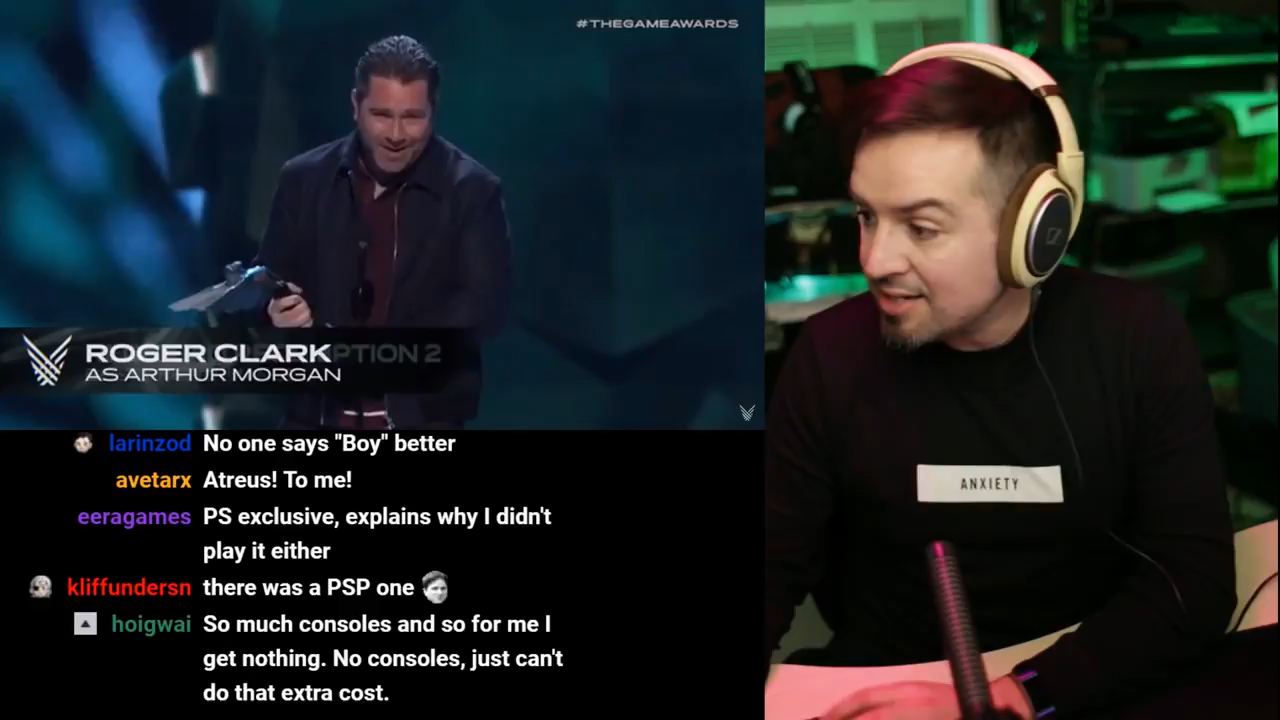 #THEGAMEAWARDS
ROGER CLARK
PTION 2
AS ARTHUR MORGAN
larinzod No one says "Boy" better
avetarx Atreus! To me!
eeragames PS exclusive, explains why I didn't
play it either
kliffundersn there was a PSP one
hoigwai So much consoles and so for me I
get nothing. No consoles, just can't
do that extra cost.
ANXIETY